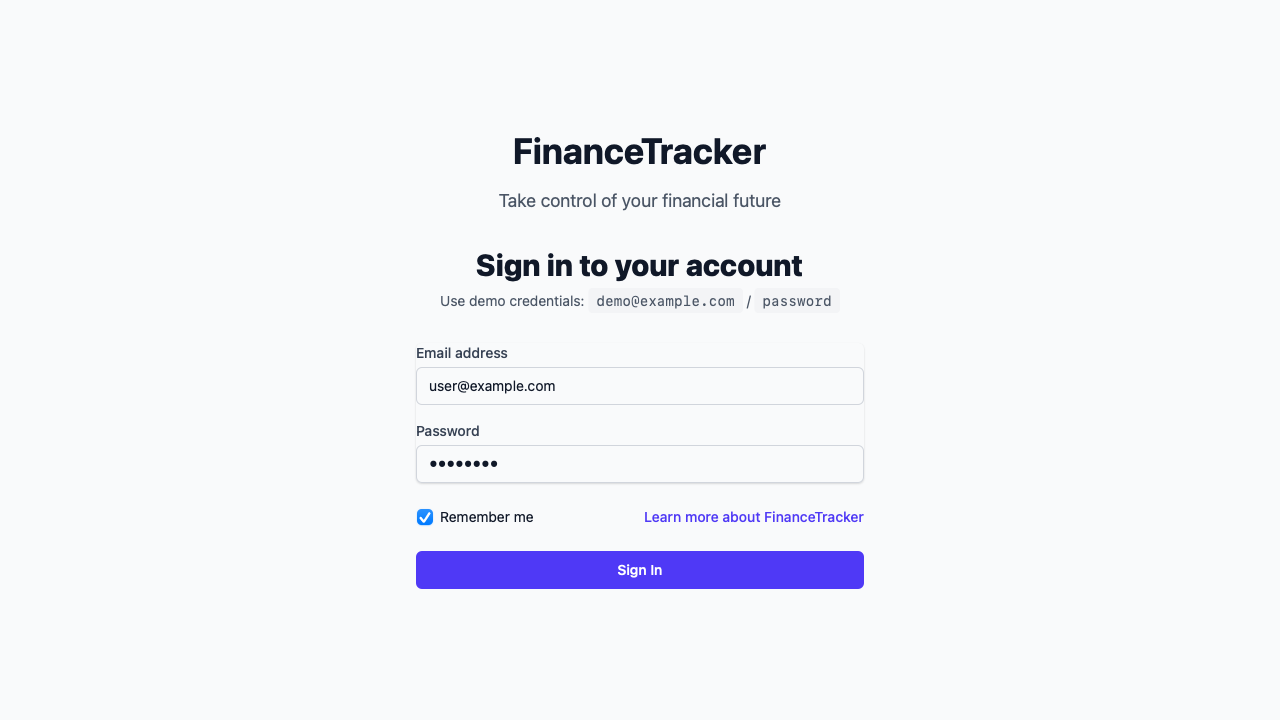 FinanceTracker
Take control of your financial future
Sign in to your account
Use demo credentials: demo@example.com / password
Email address
user@example.com
Password
••••••••
Remember me
Learn more about FinanceTracker
Sign In